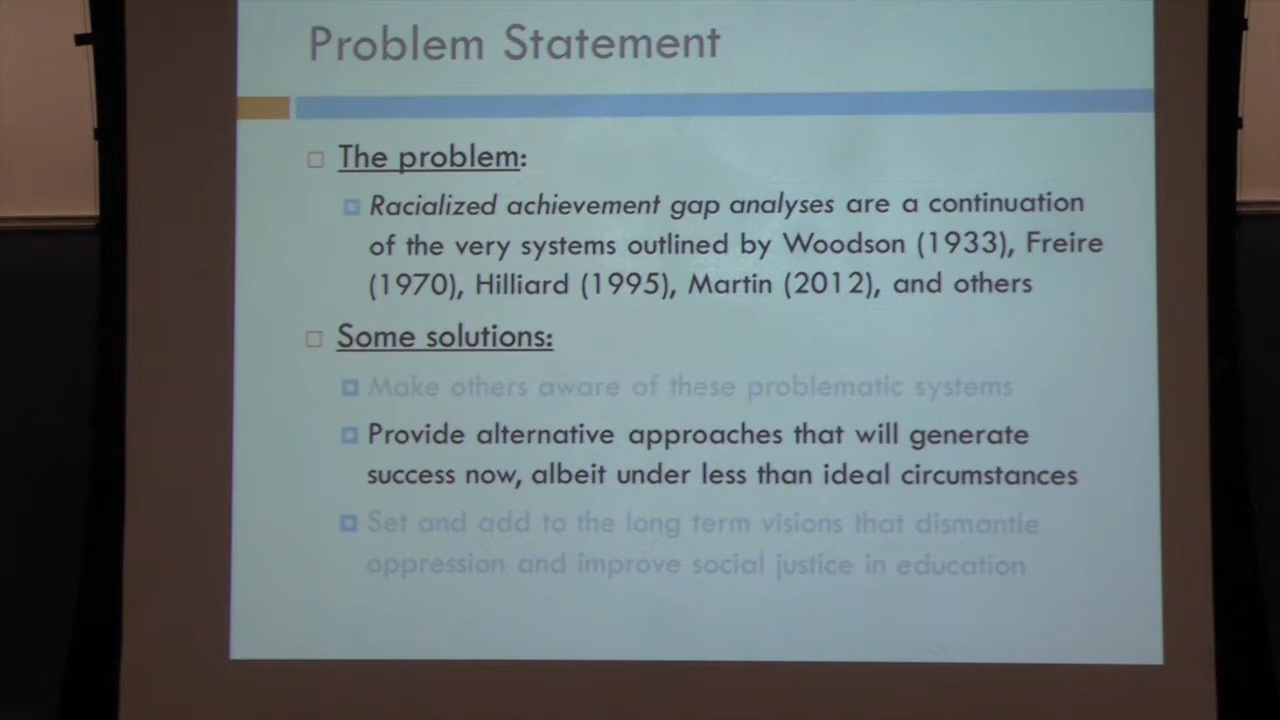 Problem Statement
The problem:
Racialized achievement gap analyses are a continuation
of the very systems outlined by Woodson (1933), Freire
(1970), Hilliard (1995), Martin (2012), and others
Some solutions:
Make others aware of these problematic systems
Provide alternative approaches that will generate
success now, albeit under less than ideal circumstances
Set and add to the long term visions that dismantle
oppression and improve social justice in education